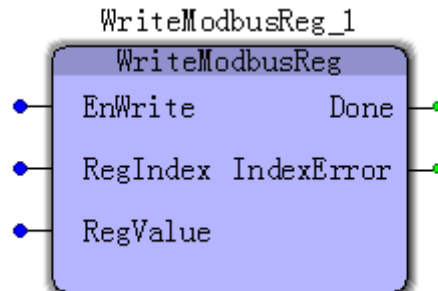 WriteModbusReg_1
WriteModbusReg
EnWrite Done
RegIndex IndexError
RegValue